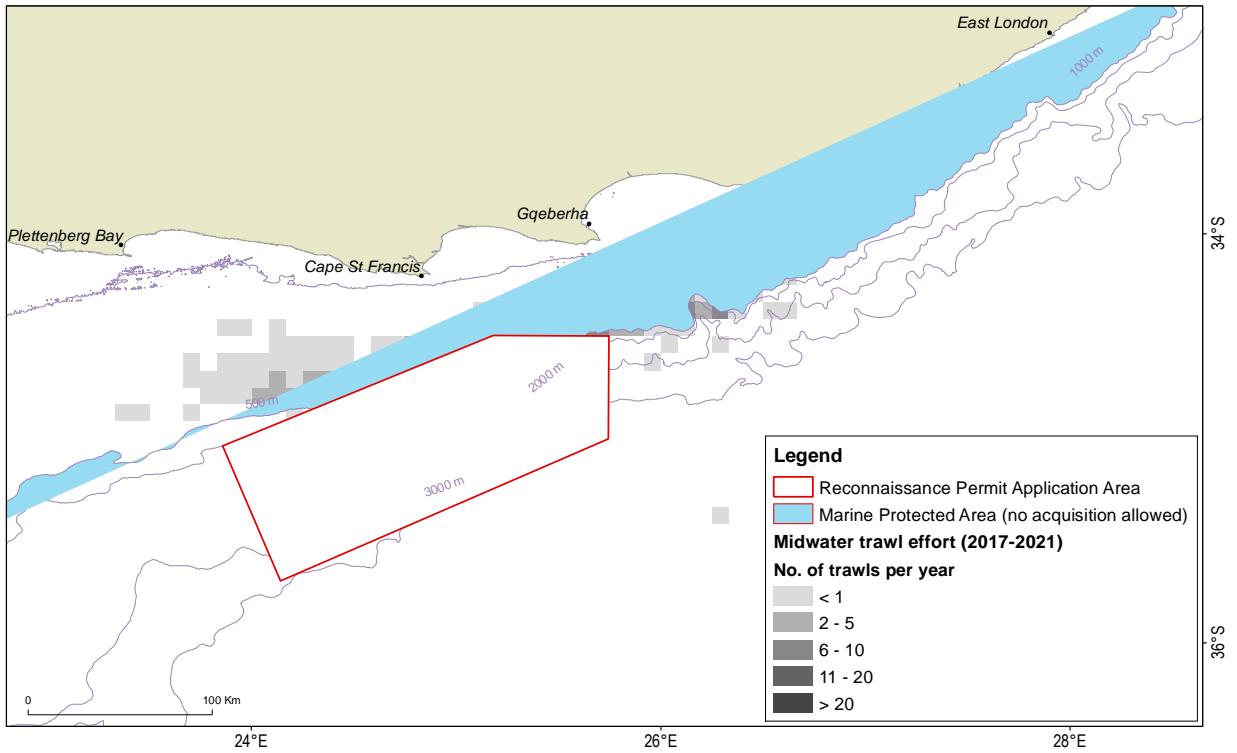 East London
1000 m
Gqeberha
Plettenberg Bay
Cape St Francis
34°S
2000 m
500 m
3000 m
Legend
Reconnaissance Permit Application Area
Marine Protected Area (no acquisition allowed)
Midwater trawl effort (2017-2021)
No. of trawls per year
< 1
2 - 5
6 - 10
11 - 20
> 20
36°S
0 100 Km
24°E 26°E 28°E